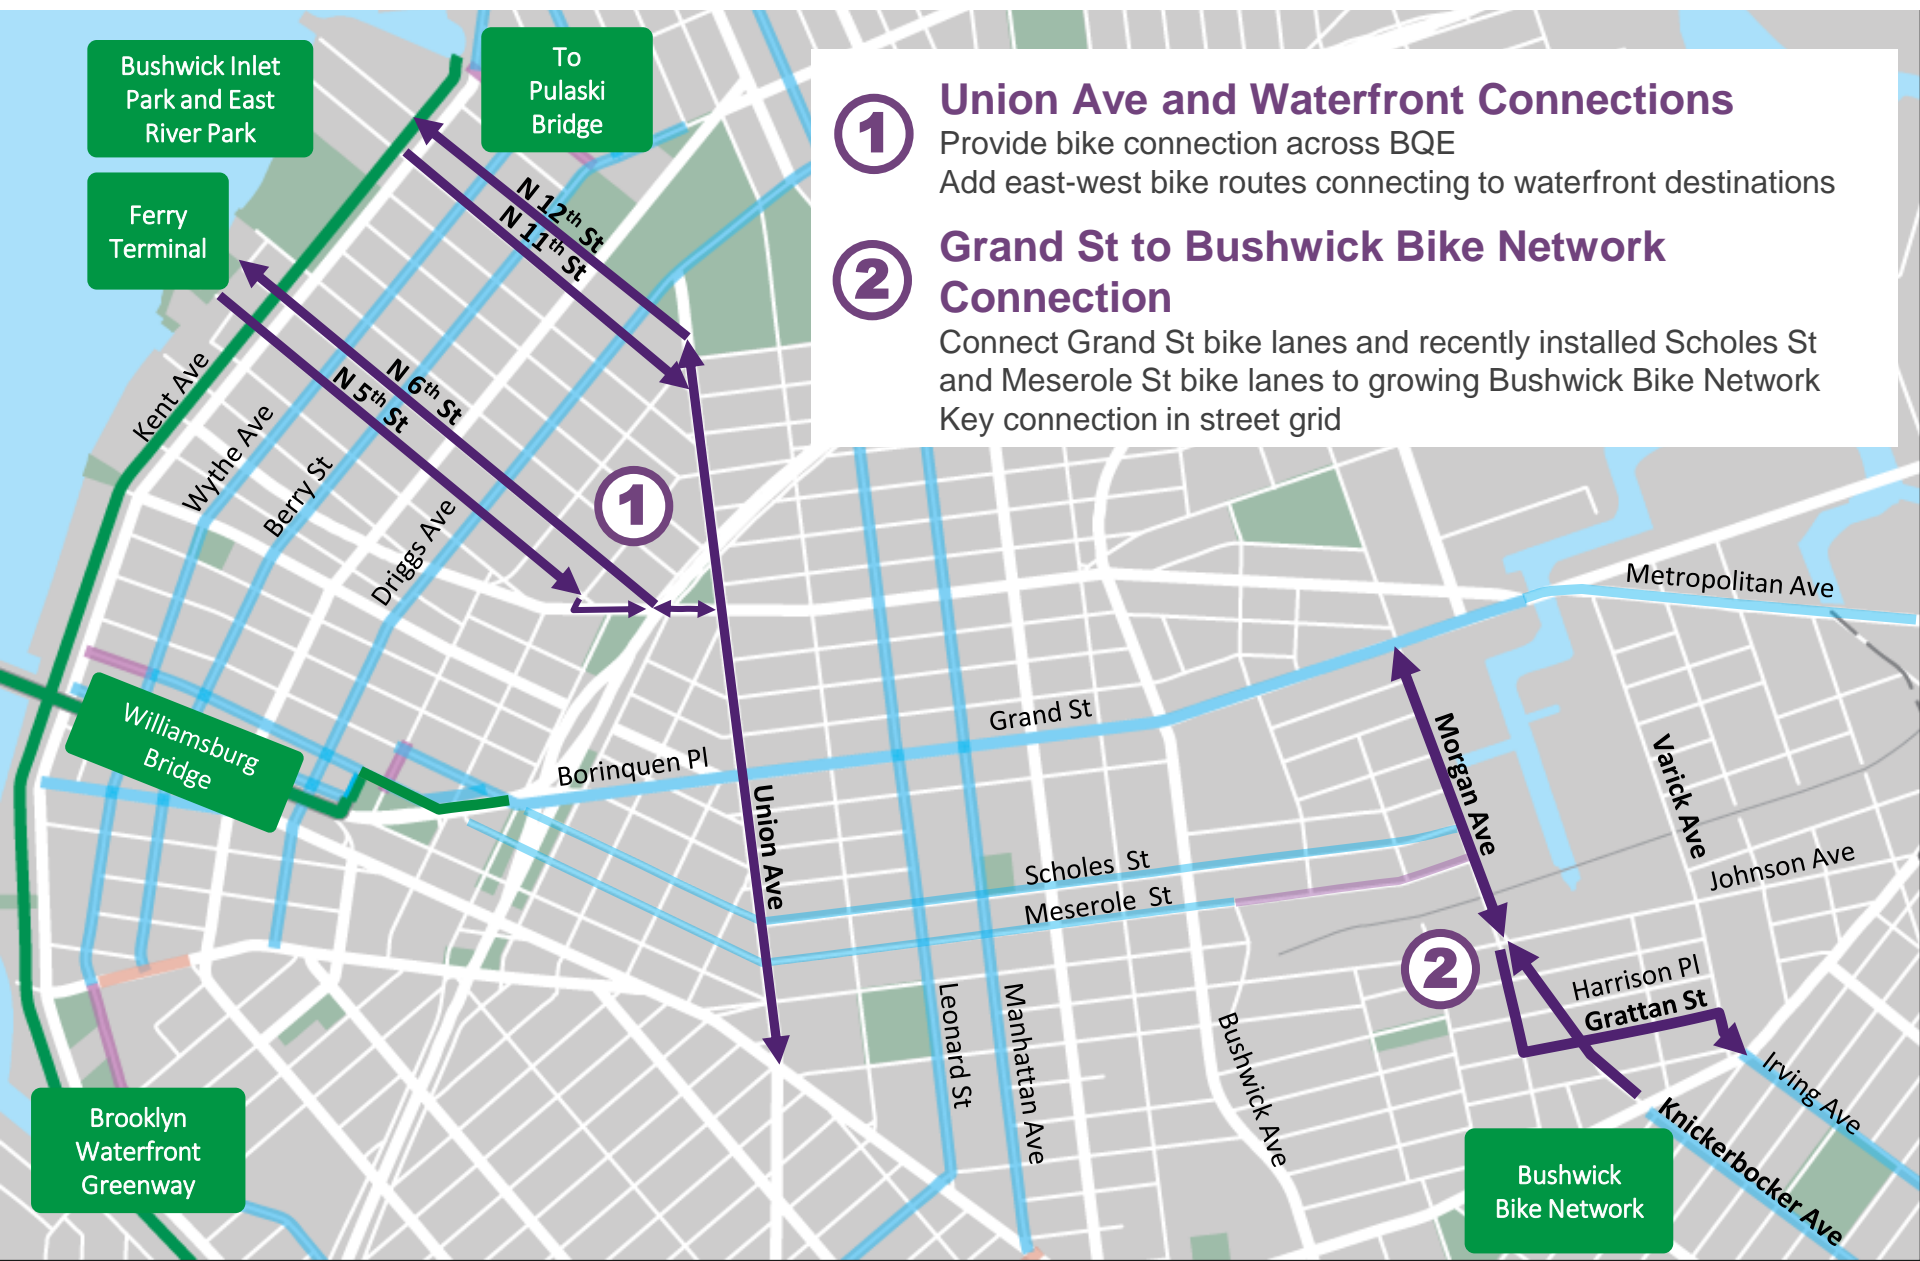 Bushwick Inlet
Park and East
River Park
To
Pulaski
Bridge
Ferry
Terminal
1
Union Ave and Waterfront Connections
Provide bike connection across BQE
Add east-west bike routes connecting to waterfront destinations
2
Grand St to Bushwick Bike Network
Connection
Connect Grand St bike lanes and recently installed Scholes St
and Meserole St bike lanes to growing Bushwick Bike Network
Key connection in street grid
N 12th St
N 11th St
N 6th St
N 5th St
Kent Ave
Wythe Ave
Berry St
Driggs Ave
1
Metropolitan Ave
Grand St
Borinquen Pl
Williamsburg
Bridge
Union Ave
Morgan Ave
Varick Ave
Johnson Ave
Scholes St
Meserole St
2
Harrison Pl
Grattan St
Leonard St
Manhattan Ave
Bushwick Ave
Irving Ave
Knickerbocker Ave
Brooklyn
Waterfront
Greenway
Bushwick
Bike Network